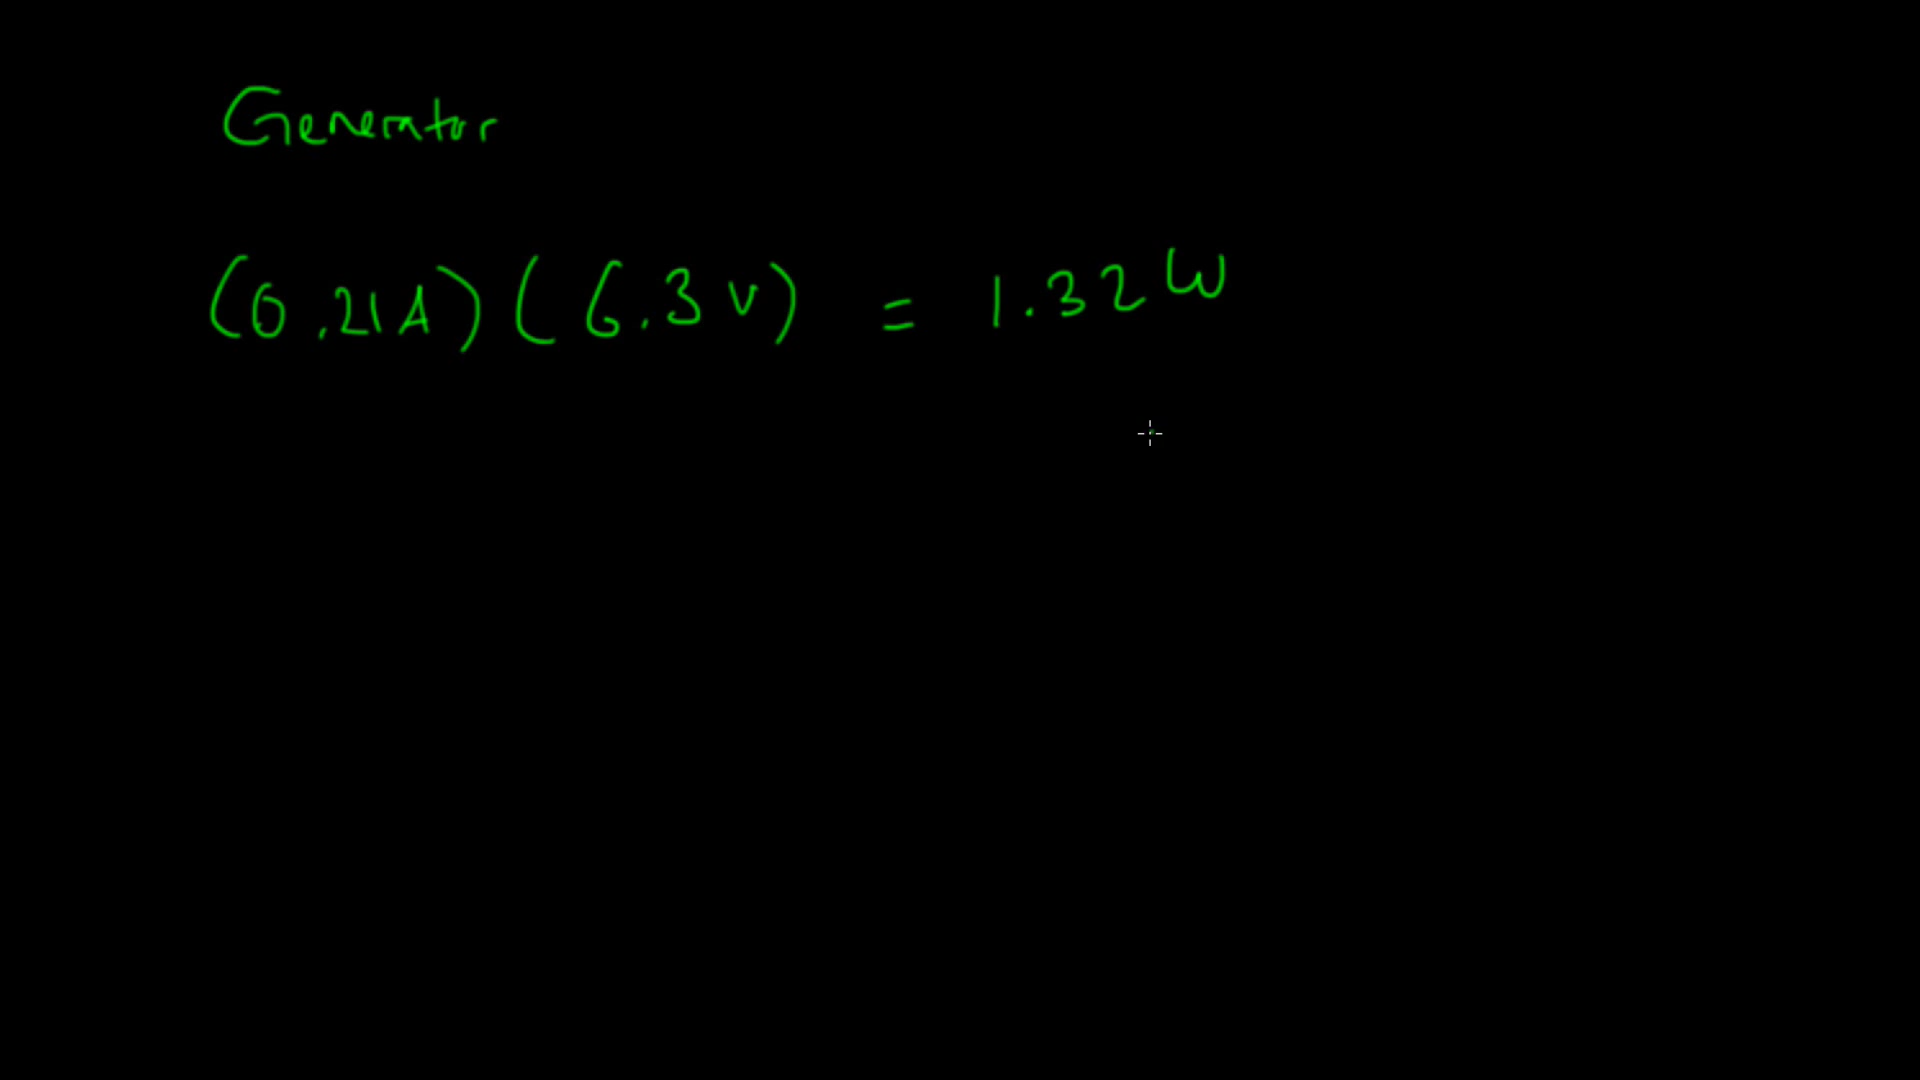 Generator
(0.21A)(6.3V) = 1.32W